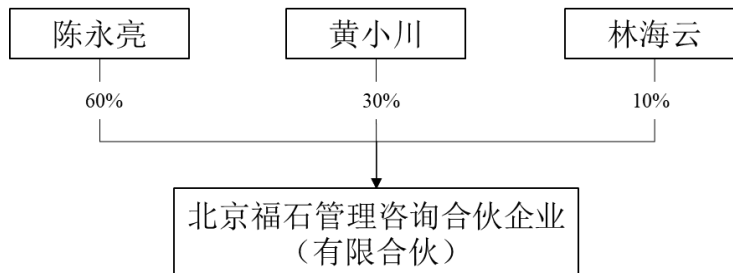 陈永亮
黄小川
林海云
60%
30%
10%
北京福石管理咨询合伙企业
（有限合伙）